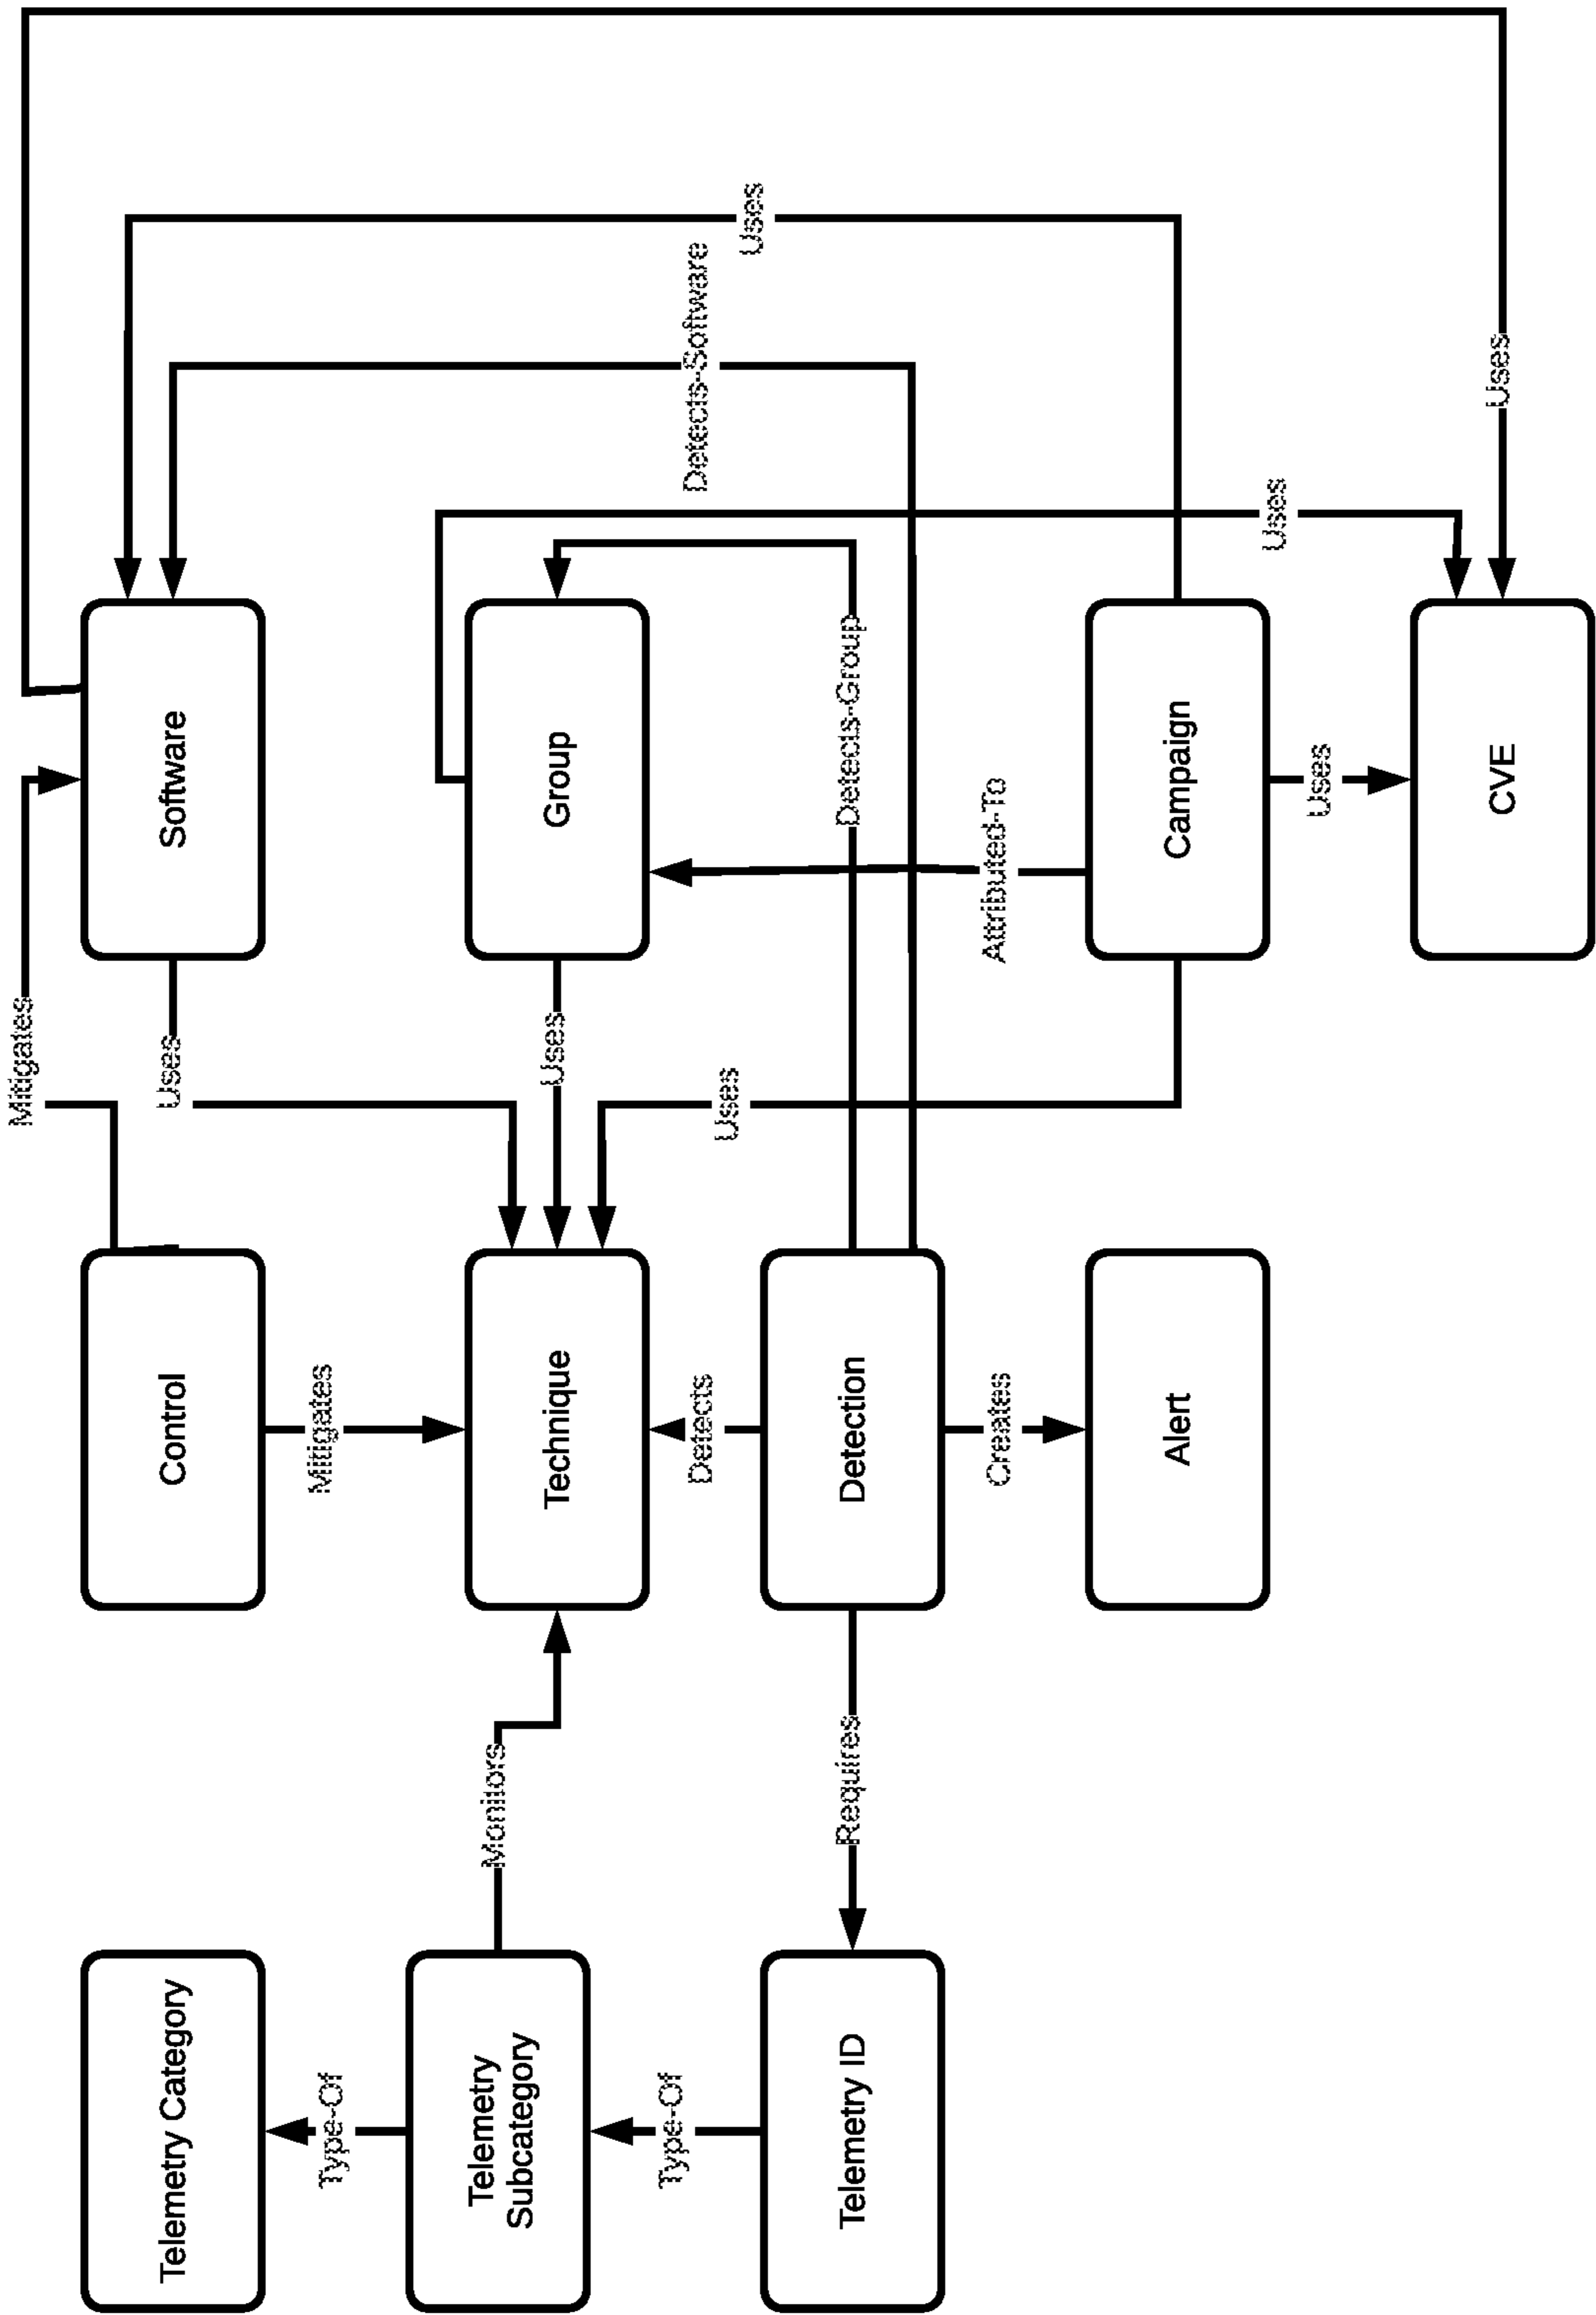 Mitigates
Telemetry Category
Control
Uses
Software
Type-Of
Mitigates
Telemetry
Subcategory
Monitors
Technique
Uses
Group
Type-Of
Detects
Uses
Detects-Software
Uses
Telemetry ID
Requires
Detection
Detects-Group
Creates
Attributed-To
Alert
Campaign
Uses
Uses
CVE
Uses